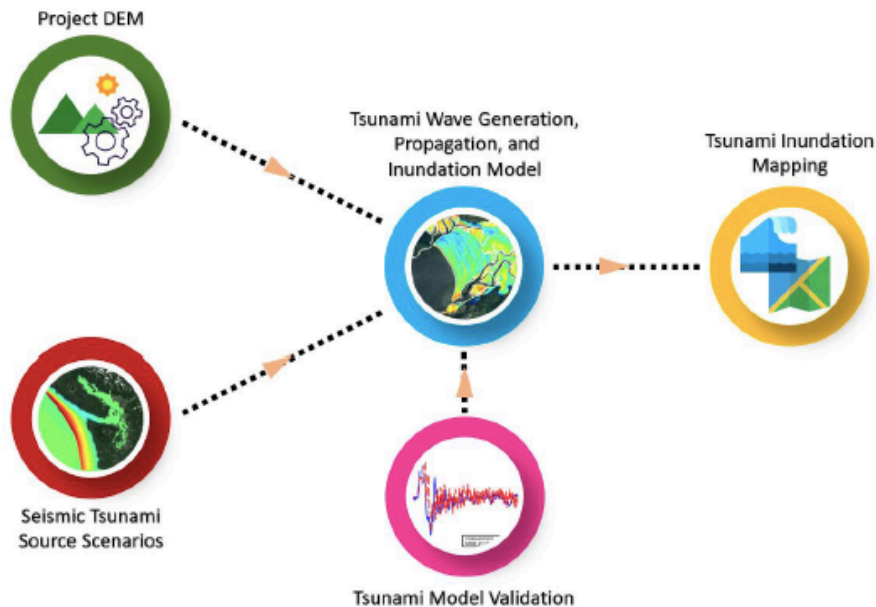 Project DEM
Tsunami Wave Generation,
Propagation, and
Inundation Model
Tsunami Inundation
Mapping
Seismic Tsunami
Source Scenarios
Tsunami Model Validation